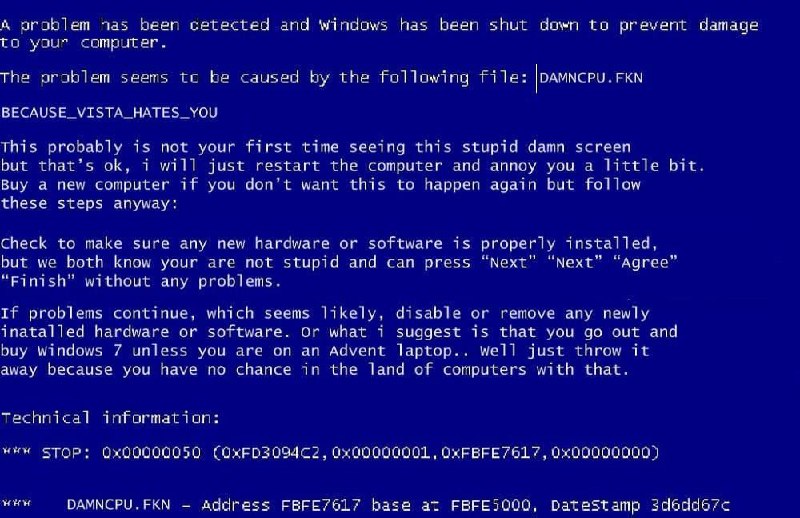 A problem has been detected and Windows has been shut down to prevent damage
to your computer.
The problem seems to be caused by the following file: DAMNCPU.FKN
BECAUSE_VISTA_HATES_YOU
This probably is not your first time seeing this stupid damn screen
but that's ok, i will just restart the computer and annoy you a little bit.
Buy a new computer if you don't want this to happen again but follow
these steps anyway:
Check to make sure any new hardware or software is properly installed,
but we both know your are not stupid and can press “Next” “Next” “Agree”
“Finish” without any problems.
If problems continue, which seems likely, disable or remove any newly
inatalled hardware or software. Or what i suggest is that you go out and
buy Windows 7 unless you are on an Advent laptop.. Well just throw it
away because you have no chance in the land of computers with that.
Technical information:
*** STOP: 0x00000050 (0xFD3094C2,0x00000001,0xFBFE7617,0x00000000)
*** DAMNCPU.FKN – Address FBFE7617 base at FBFE5000, DateStamp 3d6dd67c